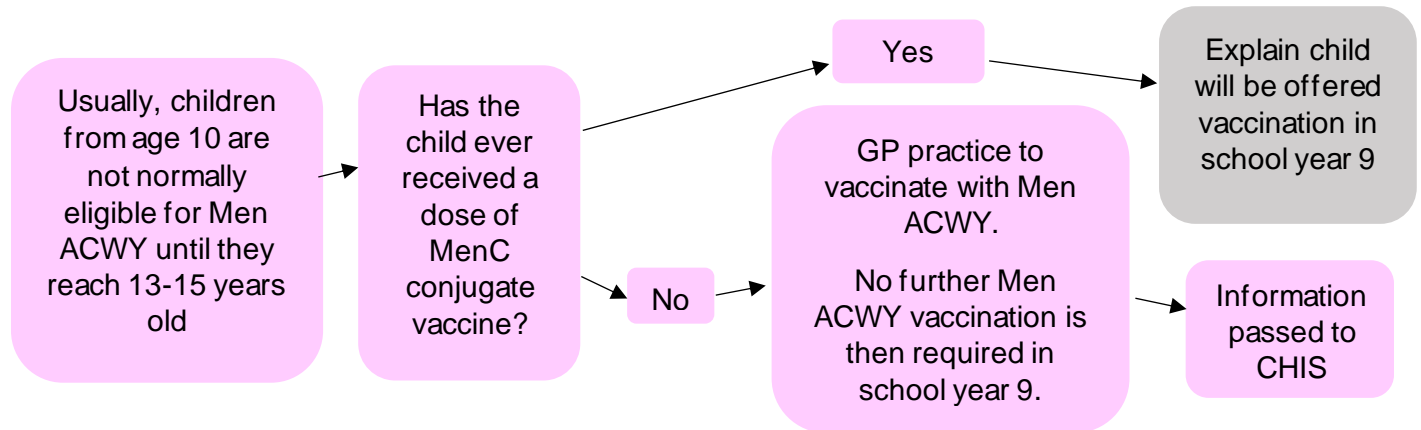 Usually, children
from age 10 are
not normally
eligible for Men
ACWY until they
reach 13-15 years
old
Has the
child ever
received a
dose of
MenC
conjugate
vaccine?
Yes
Explain child
will be offered
vaccination in
school year 9
No
GP practice to
vaccinate with Men
ACWY.
No further Men
ACWY vaccination is
then required in
school year 9.
Information
passed to
CHIS